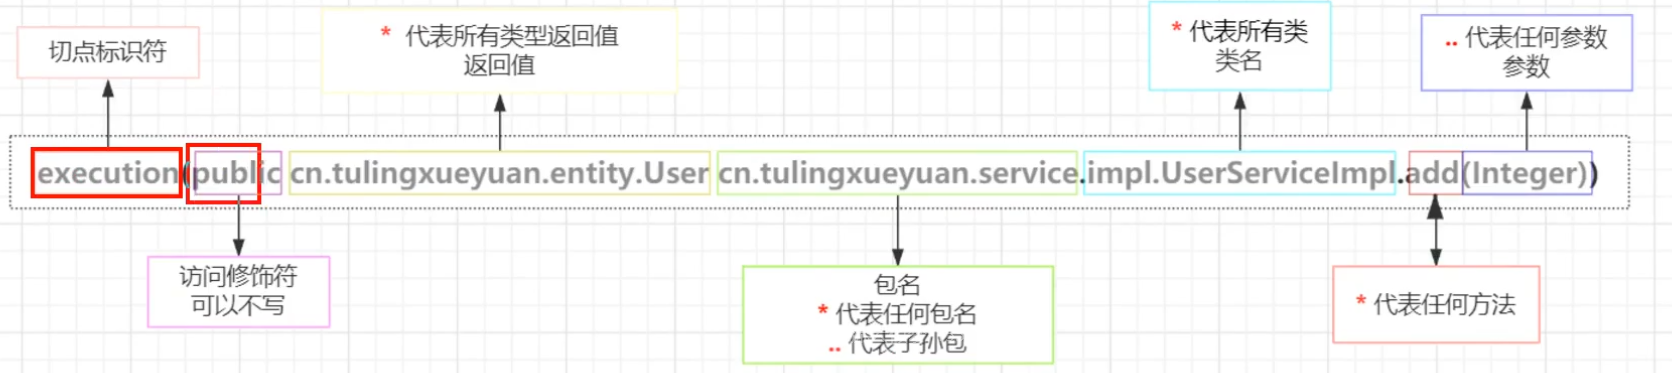 切点标识符
* 代表所有类型返回值
返回值
* 代表所有类
类名
.. 代表任何参数
参数
execution(public cn.tulingxueyuan.entity.User cn.tulingxueyuan.service.impl.UserServiceImpl.add(Integer))
访问修饰符
可以不写
包名
* 代表任何包名
.. 代表子孙包
* 代表任何方法